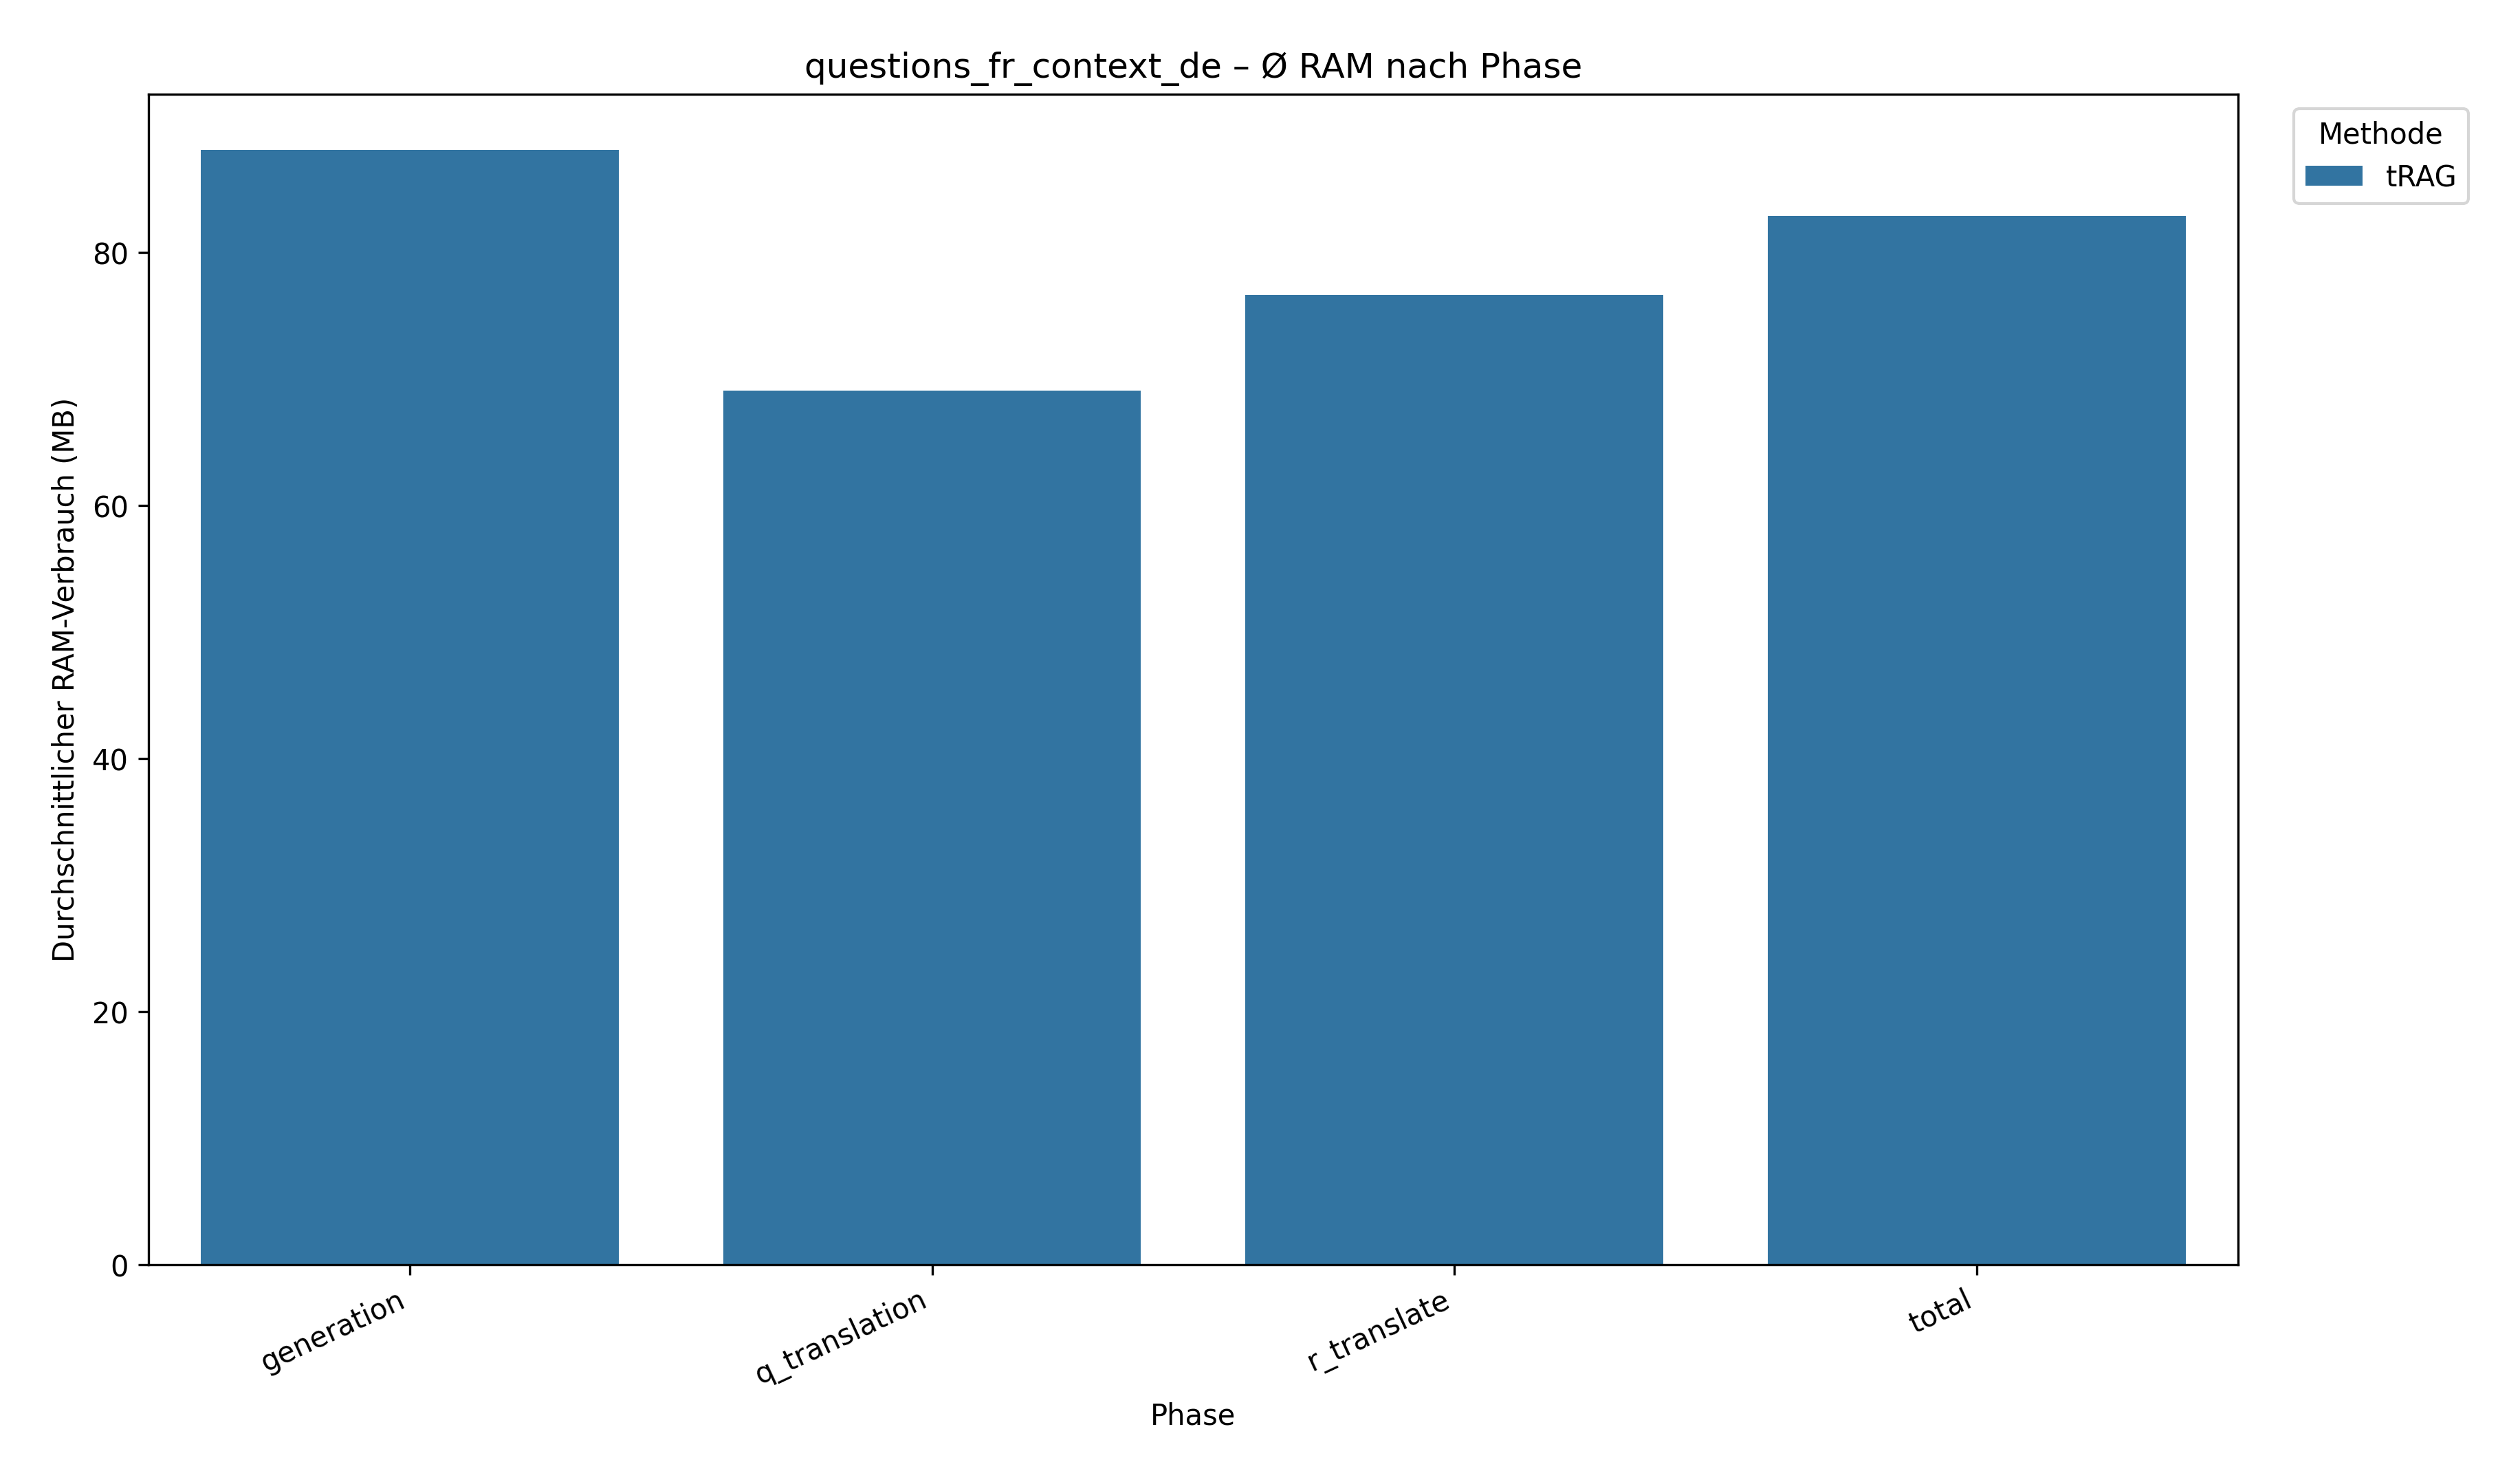 questions_fr_context_de – Ø RAM nach Phase
Methode
tRAG
Durchschnittlicher RAM-Verbrauch (MB)
80
60
40
20
0
generation
q_translation
r_translate
total
Phase